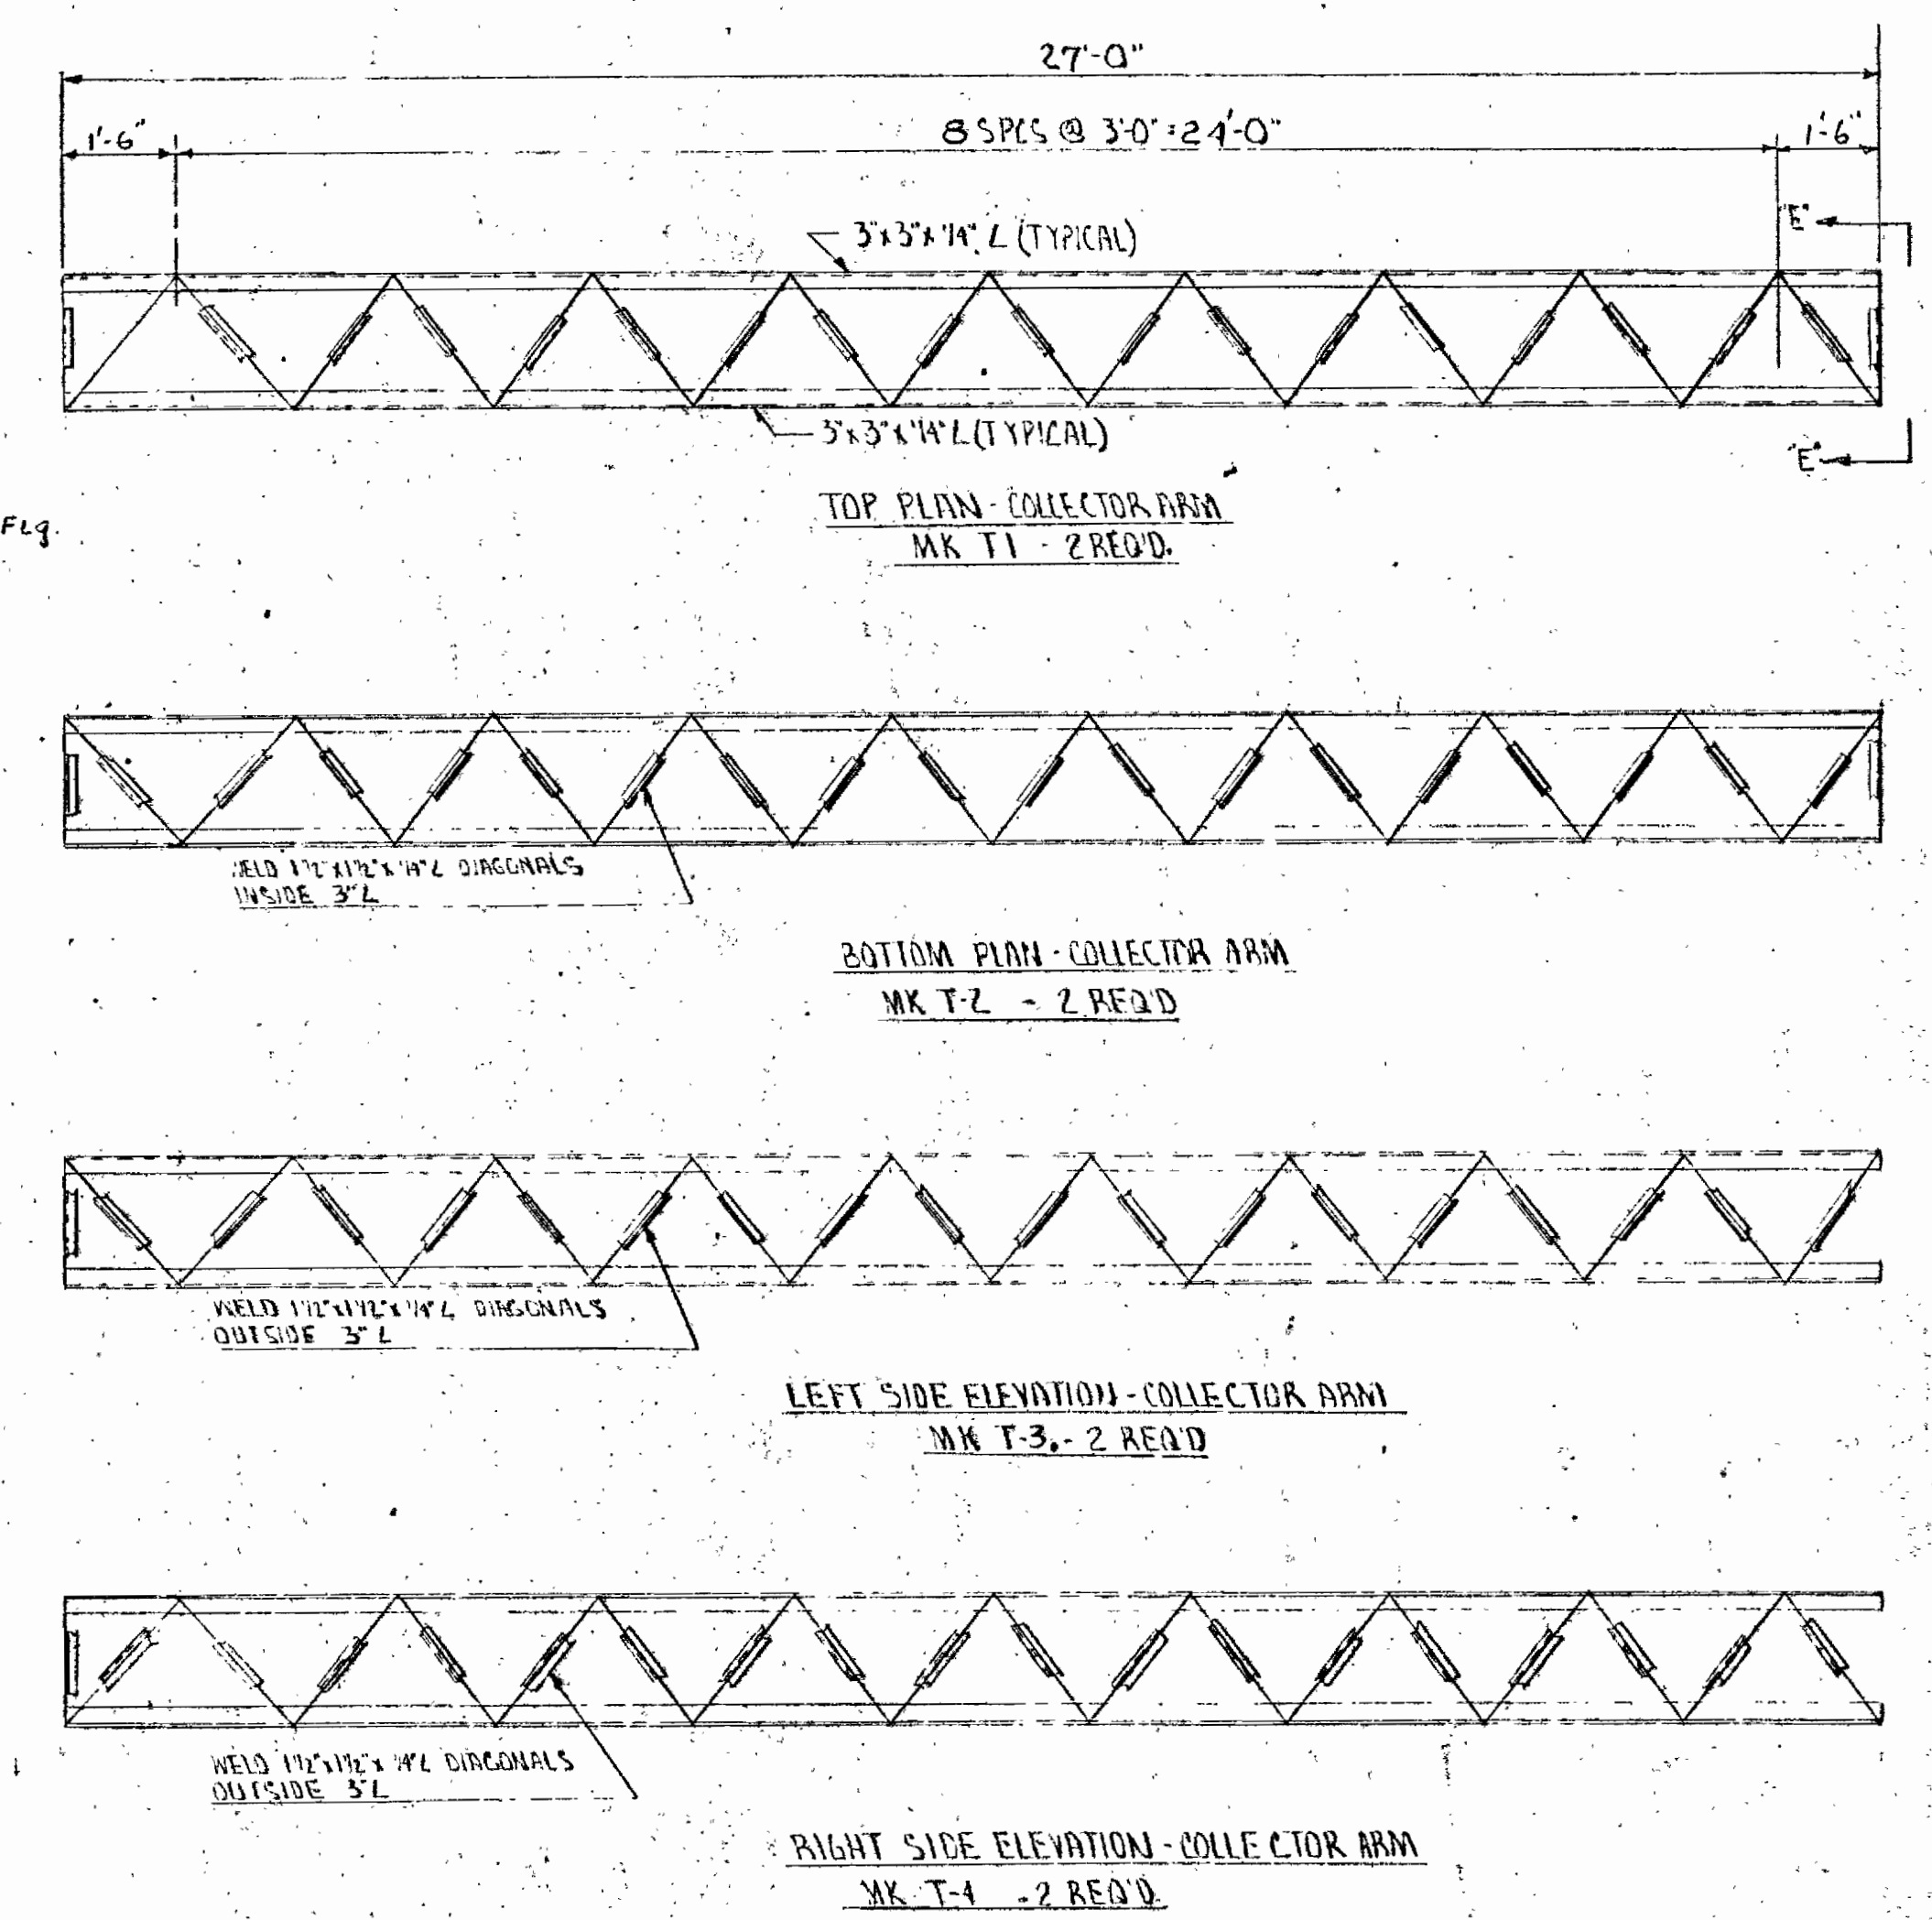 27'-0"
1'-6"
8 SPCS @ 3'-0" = 24'-0"
1'-6"
"E"
3"x3"x1/4" L (TYPICAL)
3"x3"x1/4" L (TYPICAL)
"E"
TOP PLAN - COLLECTOR ARM
MK T1 - 2 REQ'D.
FLg.
WELD 1 1/2"x1 1/2"x1/4" L DIAGONALS
INSIDE 3" L
BOTTOM PLAN - COLLECTOR ARM
MK T-2 - 2 REQ'D
WELD 1 1/2"x1 1/2"x1/4" L DIAGONALS
OUTSIDE 3" L
LEFT SIDE ELEVATION - COLLECTOR ARM
MK T-3. - 2 REQ'D
WELD 1 1/2"x1 1/2"x1/4" L DIAGONALS
OUTSIDE 3" L
RIGHT SIDE ELEVATION - COLLECTOR ARM
MK T-4 - 2 REQ'D.